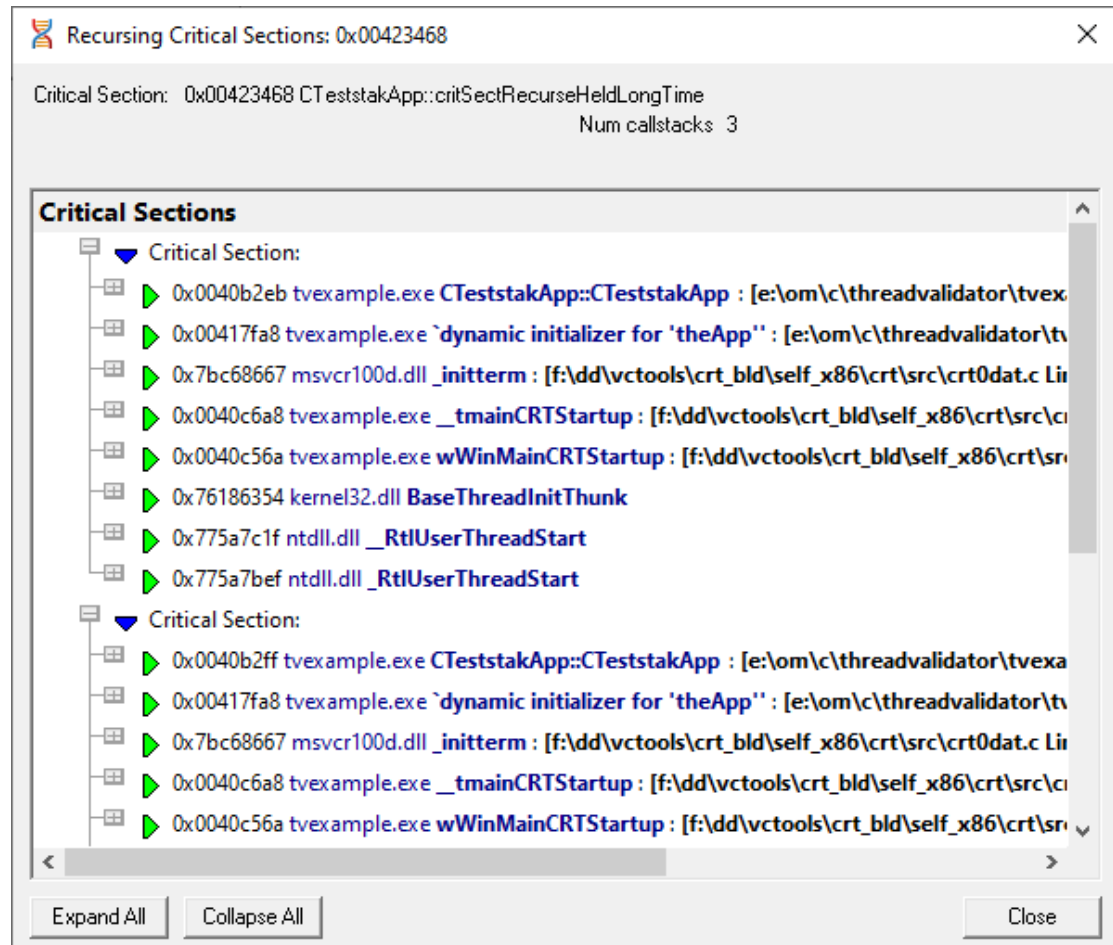 Recursing Critical Sections: 0x00423468
Critical Section: 0x00423468 CTeststakApp::critSectRecurseHeldLongTime
Num callstacks 3
Critical Sections
Critical Section:
0x0040b2eb tvexample.exe CTeststakApp::CTeststakApp : [e:\om\c\threadvalidator\tvex
0x00417fa8 tvexample.exe `dynamic initializer for 'theApp'' : [e:\om\c\threadvalidator\tv
0x7bc68667 msvcr100d.dll _initterm : [f:\dd\vctools\crt_bld\self_x86\crt\src\crt0dat.c Li
0x0040c6a8 tvexample.exe __tmainCRTStartup : [f:\dd\vctools\crt_bld\self_x86\crt\src\c
0x0040c56a tvexample.exe wWinMainCRTStartup : [f:\dd\vctools\crt_bld\self_x86\crt\sr
0x76186354 kernel32.dll BaseThreadInitThunk
0x775a7c1f ntdll.dll __RtlUserThreadStart
0x775a7bef ntdll.dll _RtlUserThreadStart
Critical Section:
0x0040b2ff tvexample.exe CTeststakApp::CTeststakApp : [e:\om\c\threadvalidator\tvexa
0x00417fa8 tvexample.exe `dynamic initializer for 'theApp'' : [e:\om\c\threadvalidator\tv
0x7bc68667 msvcr100d.dll _initterm : [f:\dd\vctools\crt_bld\self_x86\crt\src\crt0dat.c Li
0x0040c6a8 tvexample.exe __tmainCRTStartup : [f:\dd\vctools\crt_bld\self_x86\crt\src\c
0x0040c56a tvexample.exe wWinMainCRTStartup : [f:\dd\vctools\crt_bld\self_x86\crt\sr
Expand All Collapse All Close